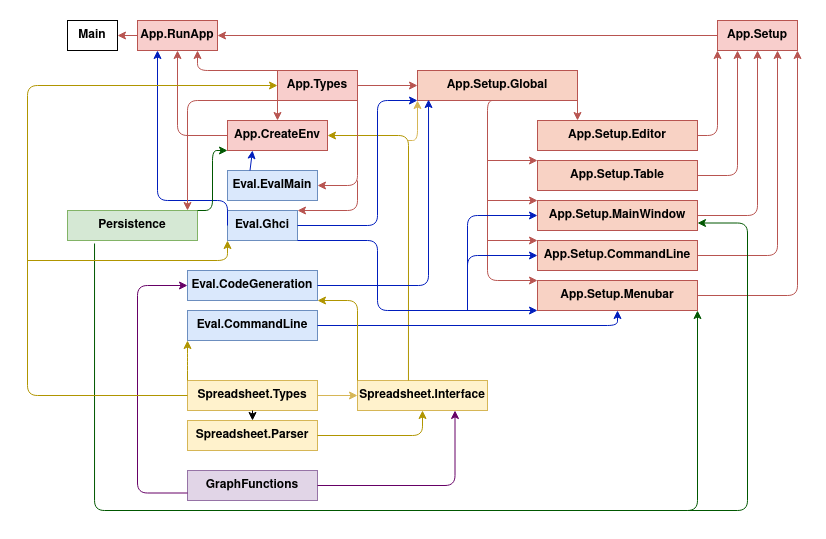 Main
App.RunApp
App.Setup
App.Types
App.Setup.Global
App.CreateEnv
App.Setup.Editor
Eval.EvalMain
App.Setup.Table
Persistence
Eval.Ghci
App.Setup.MainWindow
App.Setup.CommandLine
Eval.CodeGeneration
App.Setup.Menubar
Eval.CommandLine
Spreadsheet.Types
Spreadsheet.Interface
Spreadsheet.Parser
GraphFunctions